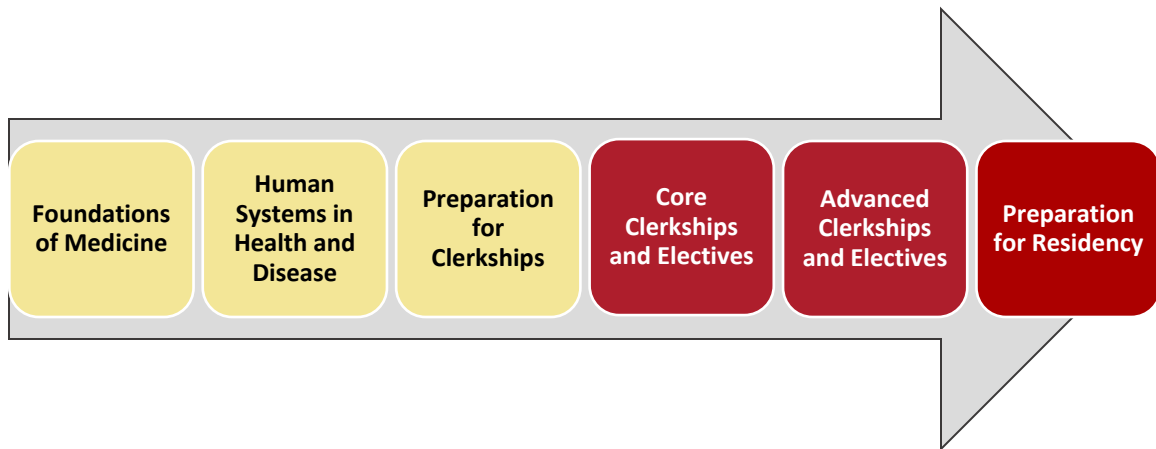 Foundations
of Medicine
Human
Systems in
Health and
Disease
Preparation
for
Clerkships
Core
Clerkships
and Electives
Advanced
Clerkships
and Electives
Preparation
for Residency